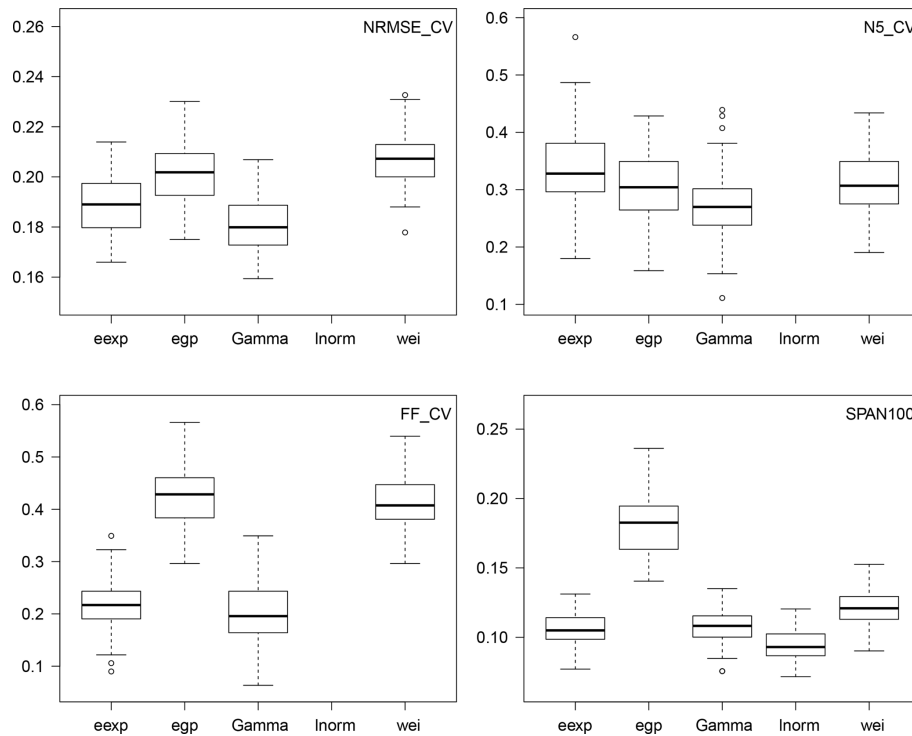 NRMSE_CV
0.26
0.24
0.22
0.20
0.18
0.16
eexp egp Gamma lnorm wei
N5_CV
0.6
0.5
0.4
0.3
0.2
0.1
eexp egp Gamma lnorm wei
FF_CV
0.6
0.5
0.4
0.3
0.2
0.1
eexp egp Gamma lnorm wei
SPAN100
0.25
0.20
0.15
0.10
eexp egp Gamma lnorm wei